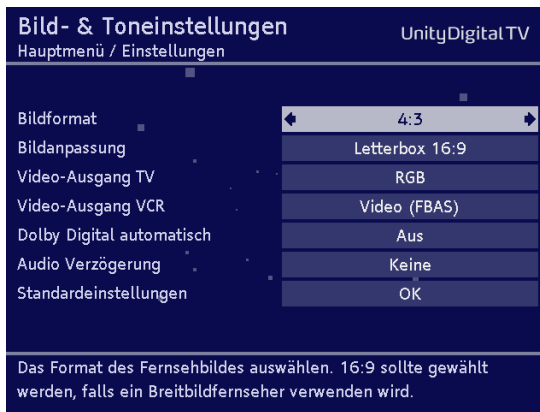 Bild- & Toneinstellungen
UnityDigitalTV
Hauptmenü / Einstellungen
Bildformat 4:3
Bildanpassung Letterbox 16:9
Video-Ausgang TV RGB
Video-Ausgang VCR Video (FBAS)
Dolby Digital automatisch Aus
Audio Verzögerung Keine
Standardeinstellungen OK
Das Format des Fernsehbildes auswählen. 16:9 sollte gewählt
werden, falls ein Breitbildfernseher verwenden wird.